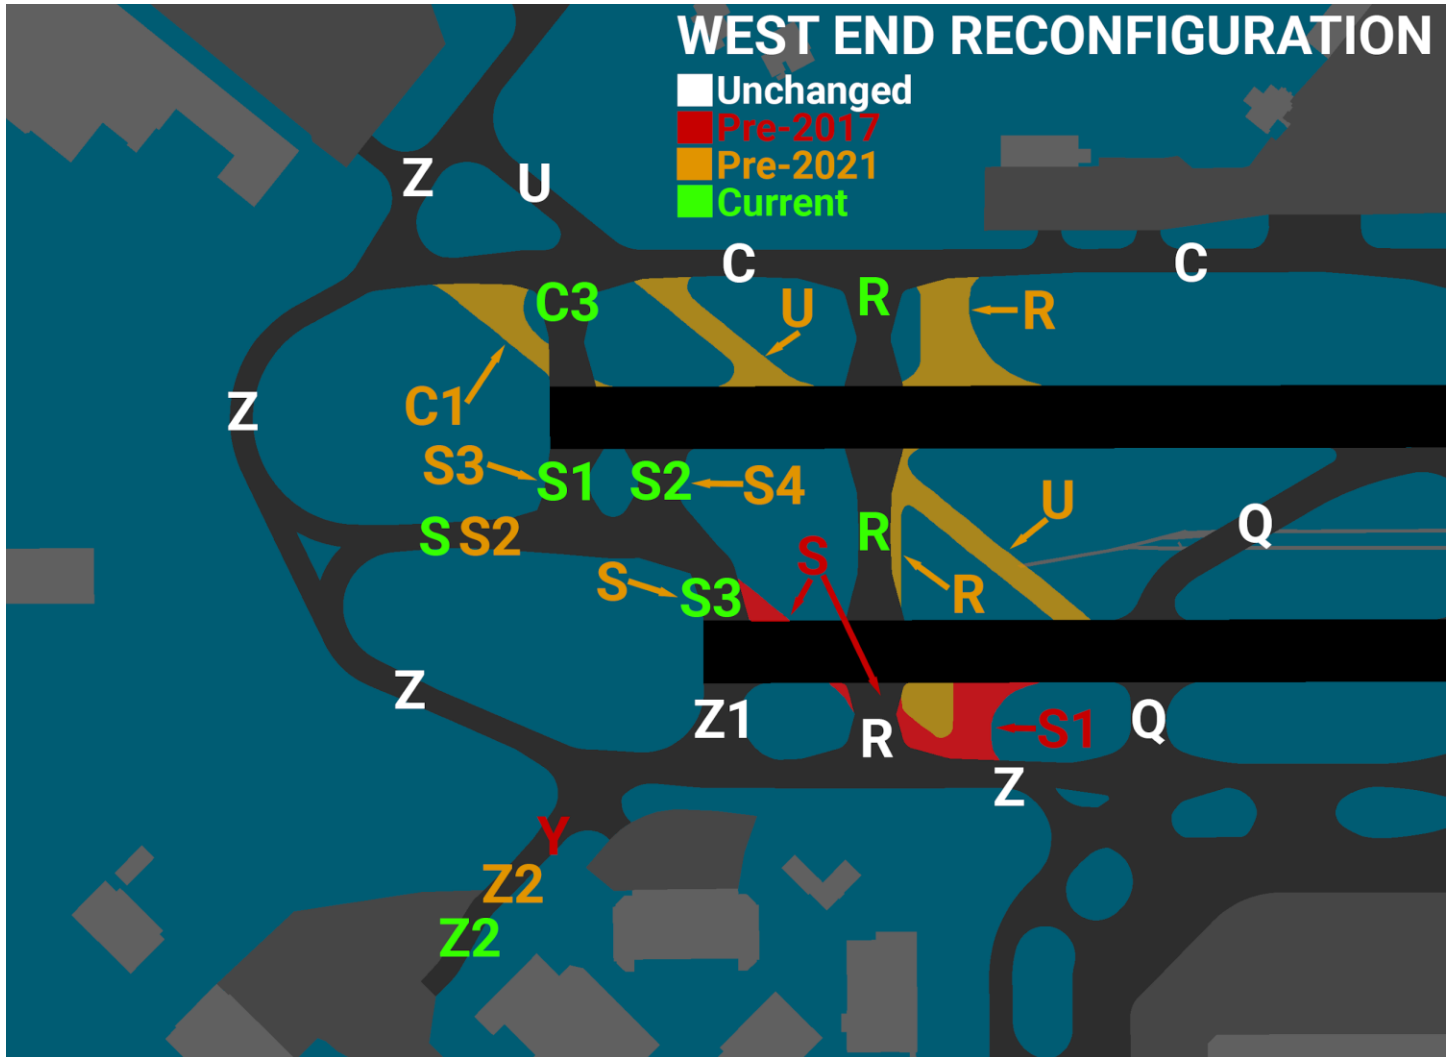 WEST END RECONFIGURATION
Unchanged
Pre-2017
Pre-2021
Current
Z
U
C
C
C3
R
U
R
Z
C1
S3
S1
S2
S4
U
S
S2
R
Q
S
S
S3
R
Z
Z1
R
S1
Q
Z
Y
Z2
Z2